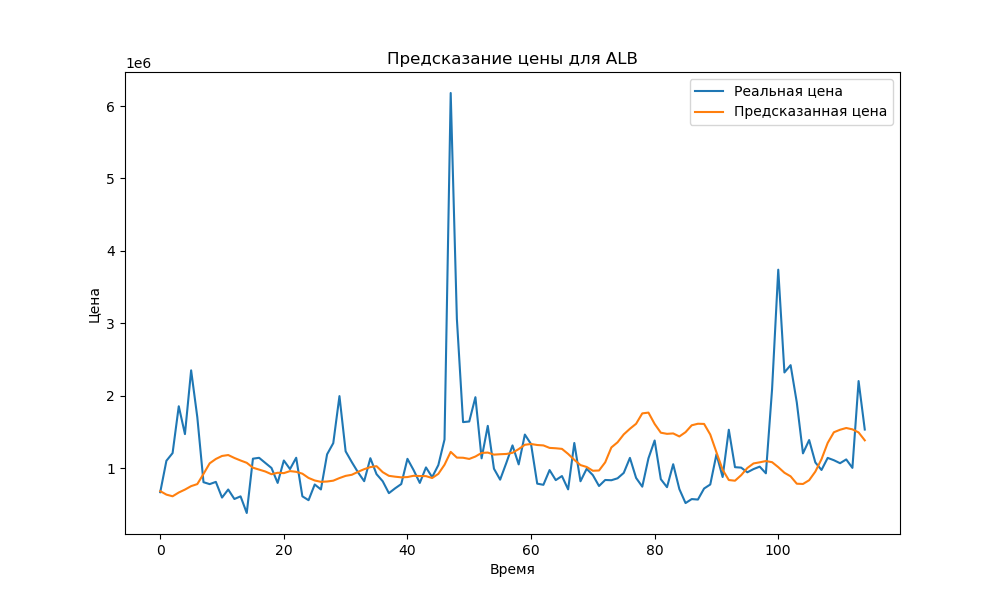 Предсказание цены для ALB
1e6
Реальная цена
Предсказанная цена
6
5
4
3
2
1
Цена
0 20 40 60 80 100
Время